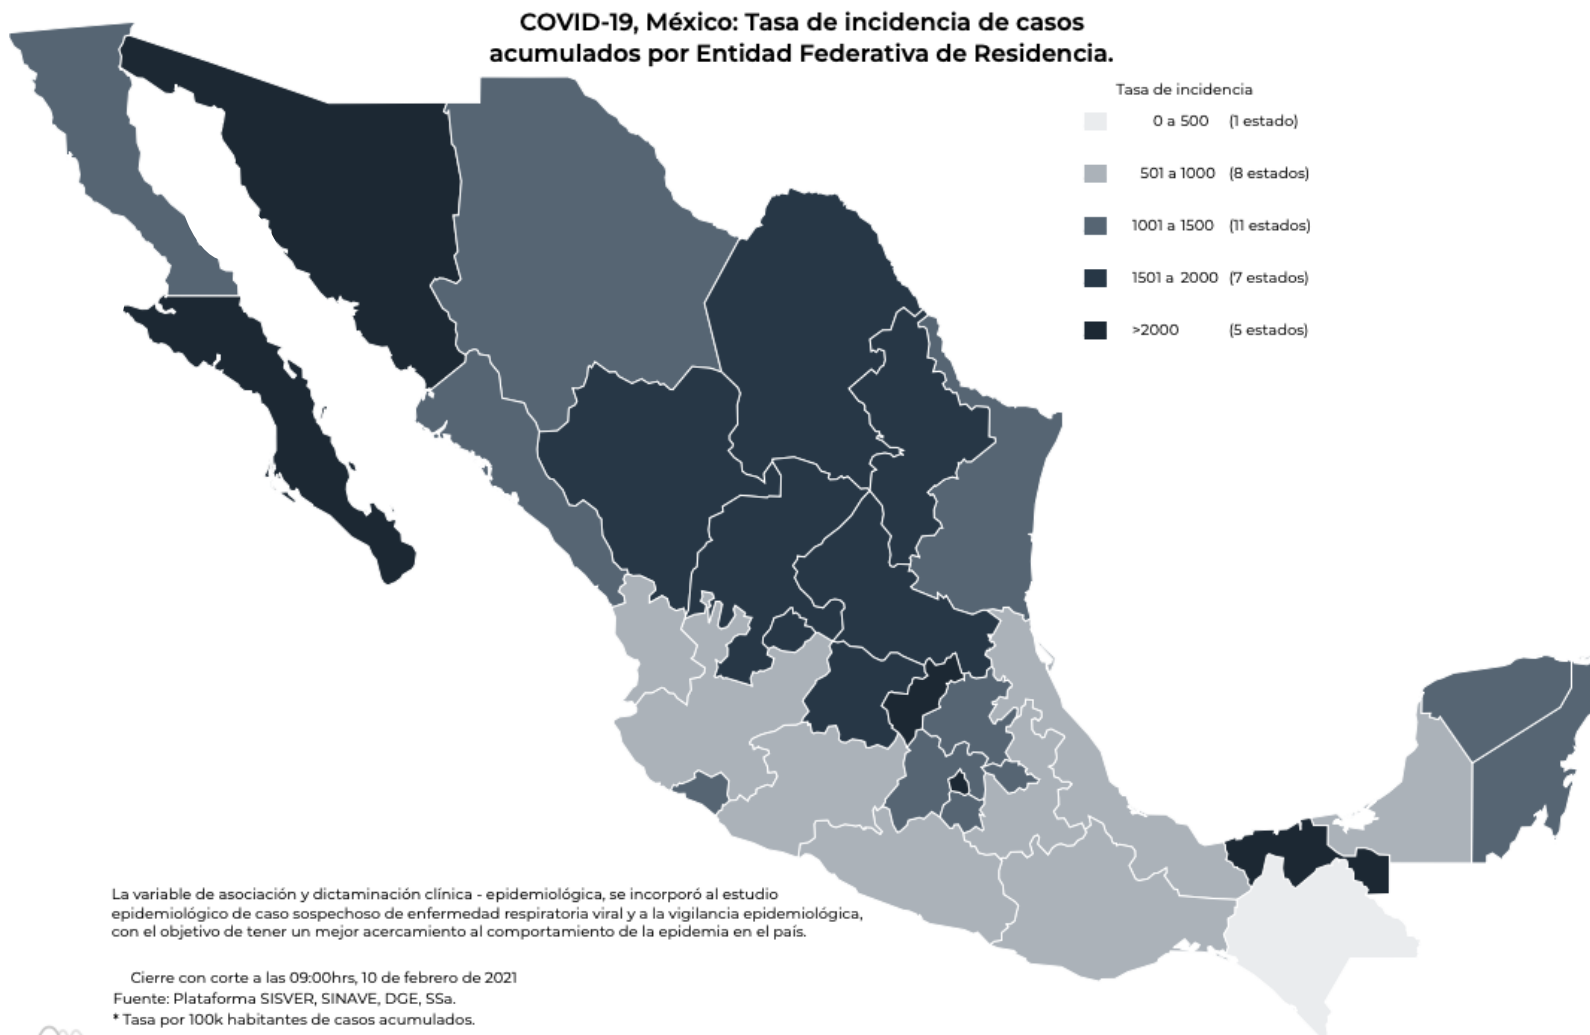 COVID-19, México: Tasa de incidencia de casos
acumulados por Entidad Federativa de Residencia.
Tasa de incidencia
0 a 500 (1 estado)
501 a 1000 (8 estados)
1001 a 1500 (11 estados)
1501 a 2000 (7 estados)
>2000 (5 estados)
La variable de asociación y dictaminación clínica - epidemiológica, se incorporó al estudio
epidemiológico de caso sospechoso de enfermedad respiratoria viral y a la vigilancia epidemiológica,
con el objetivo de tener un mejor acercamiento al comportamiento de la epidemia en el país.
Cierre con corte a las 09:00hrs, 10 de febrero de 2021
Fuente: Plataforma SISVER, SINAVE, DGE, SSa.
* Tasa por 100k habitantes de casos acumulados.